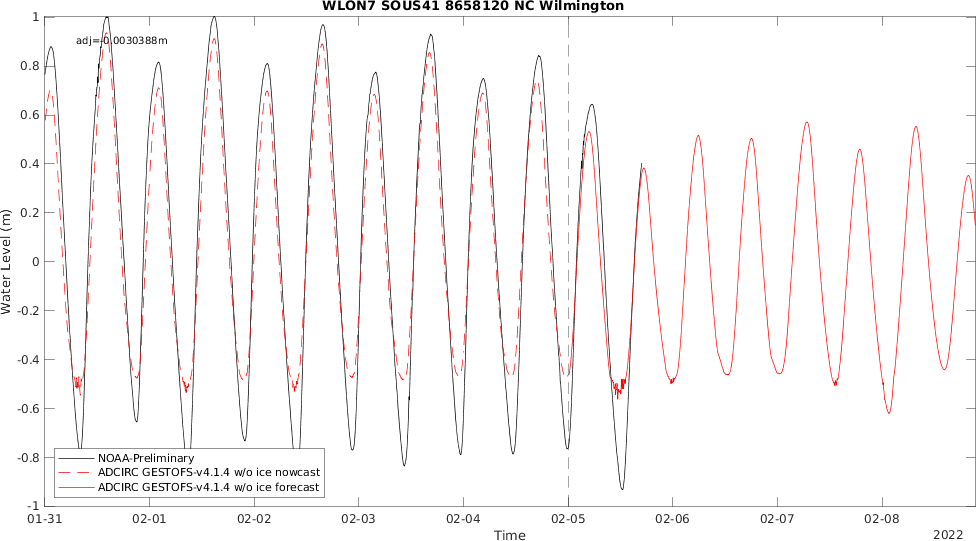 WLON7 SOUS41 8658120 NC Wilmington
adj=-0.0030388m
1
0.8
0.6
0.4
0.2
0
-0.2
-0.4
-0.6
-0.8
-1
Water Level (m)
NOAA-Preliminary
ADCIRC GESTOFS-v4.1.4 w/o ice nowcast
ADCIRC GESTOFS-v4.1.4 w/o ice forecast
01-31 02-01 02-02 02-03 02-04 02-05 02-06 02-07 02-08
Time
2022